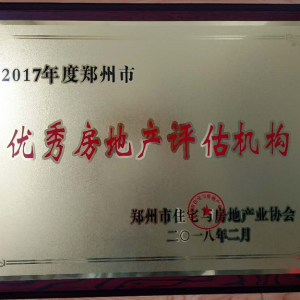 2017年度郑州市
优秀房地产评估机构
郑州市住宅与房地产业协会
二〇一八年二月